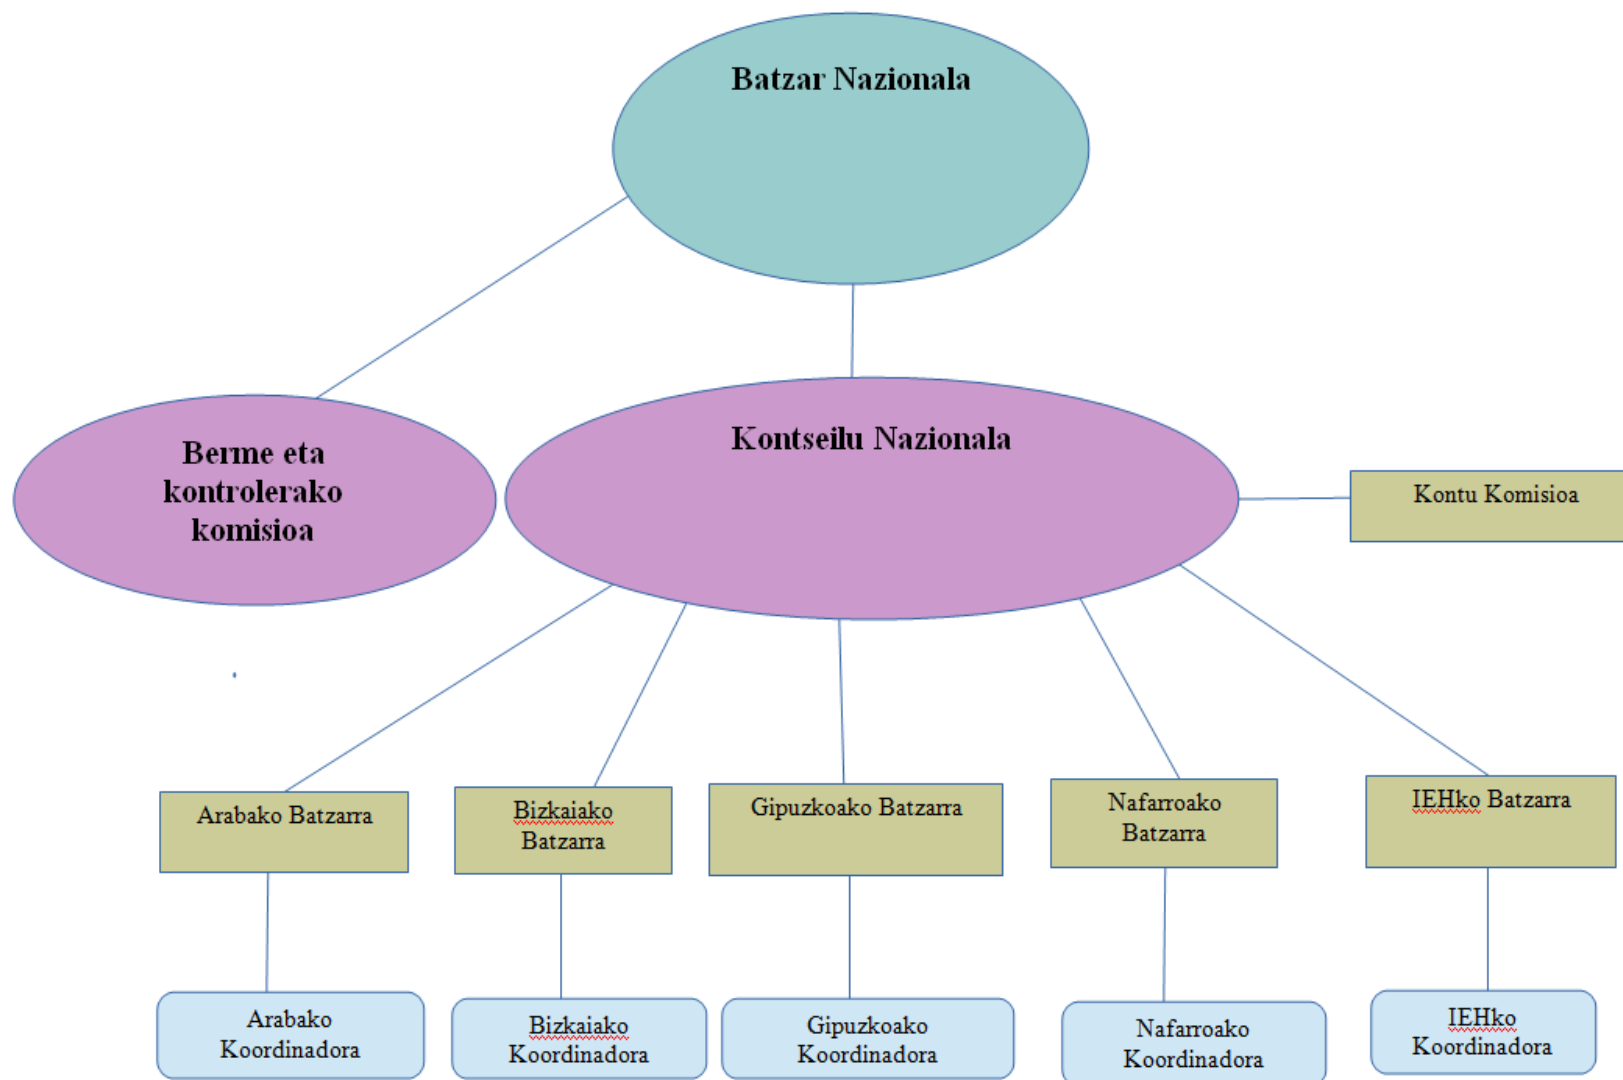 Batzar Nazionala
Berme eta
kontrolerako
komisioa
Kontseilu Nazionala
Kontu Komisioa
Arabako Batzarra
Bizkaiako
Batzarra
Gipuzkoako Batzarra
Nafarroako
Batzarra
IEHko Batzarra
Arabako
Koordinadora
Bizkaiako
Koordinadora
Gipuzkoako
Koordinadora
Nafarroako
Koordinadora
IEHko
Koordinadora